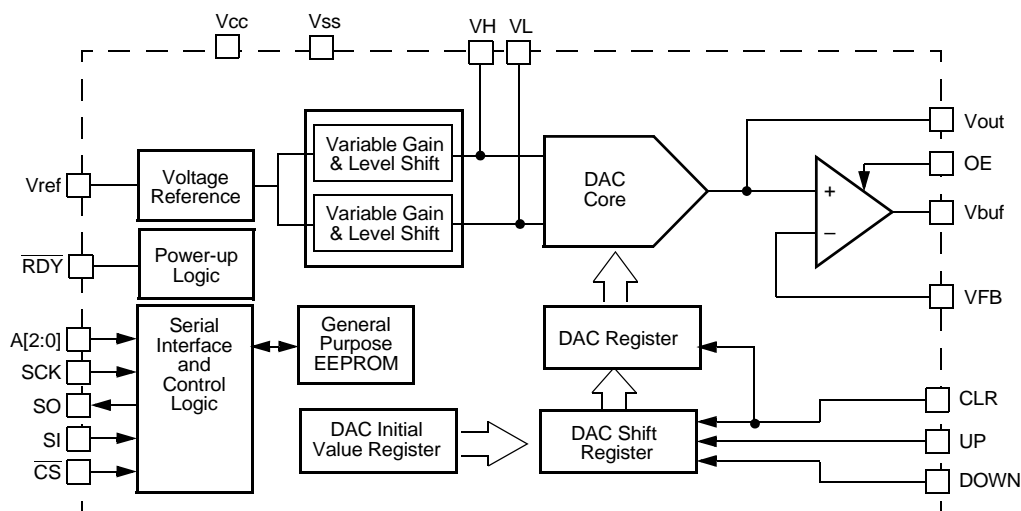 Vcc
Vss
VH
VL
Vref
Voltage
Reference
Variable Gain
& Level Shift
Variable Gain
& Level Shift
DAC
Core
+
–
Vout
OE
Vbuf
VFB
RDY
Power-up
Logic
A[2:0]
SCK
SO
SI
CS
Serial
Interface
and
Control
Logic
General
Purpose
EEPROM
DAC Register
DAC Initial
Value Register
DAC Shift
Register
CLR
UP
DOWN